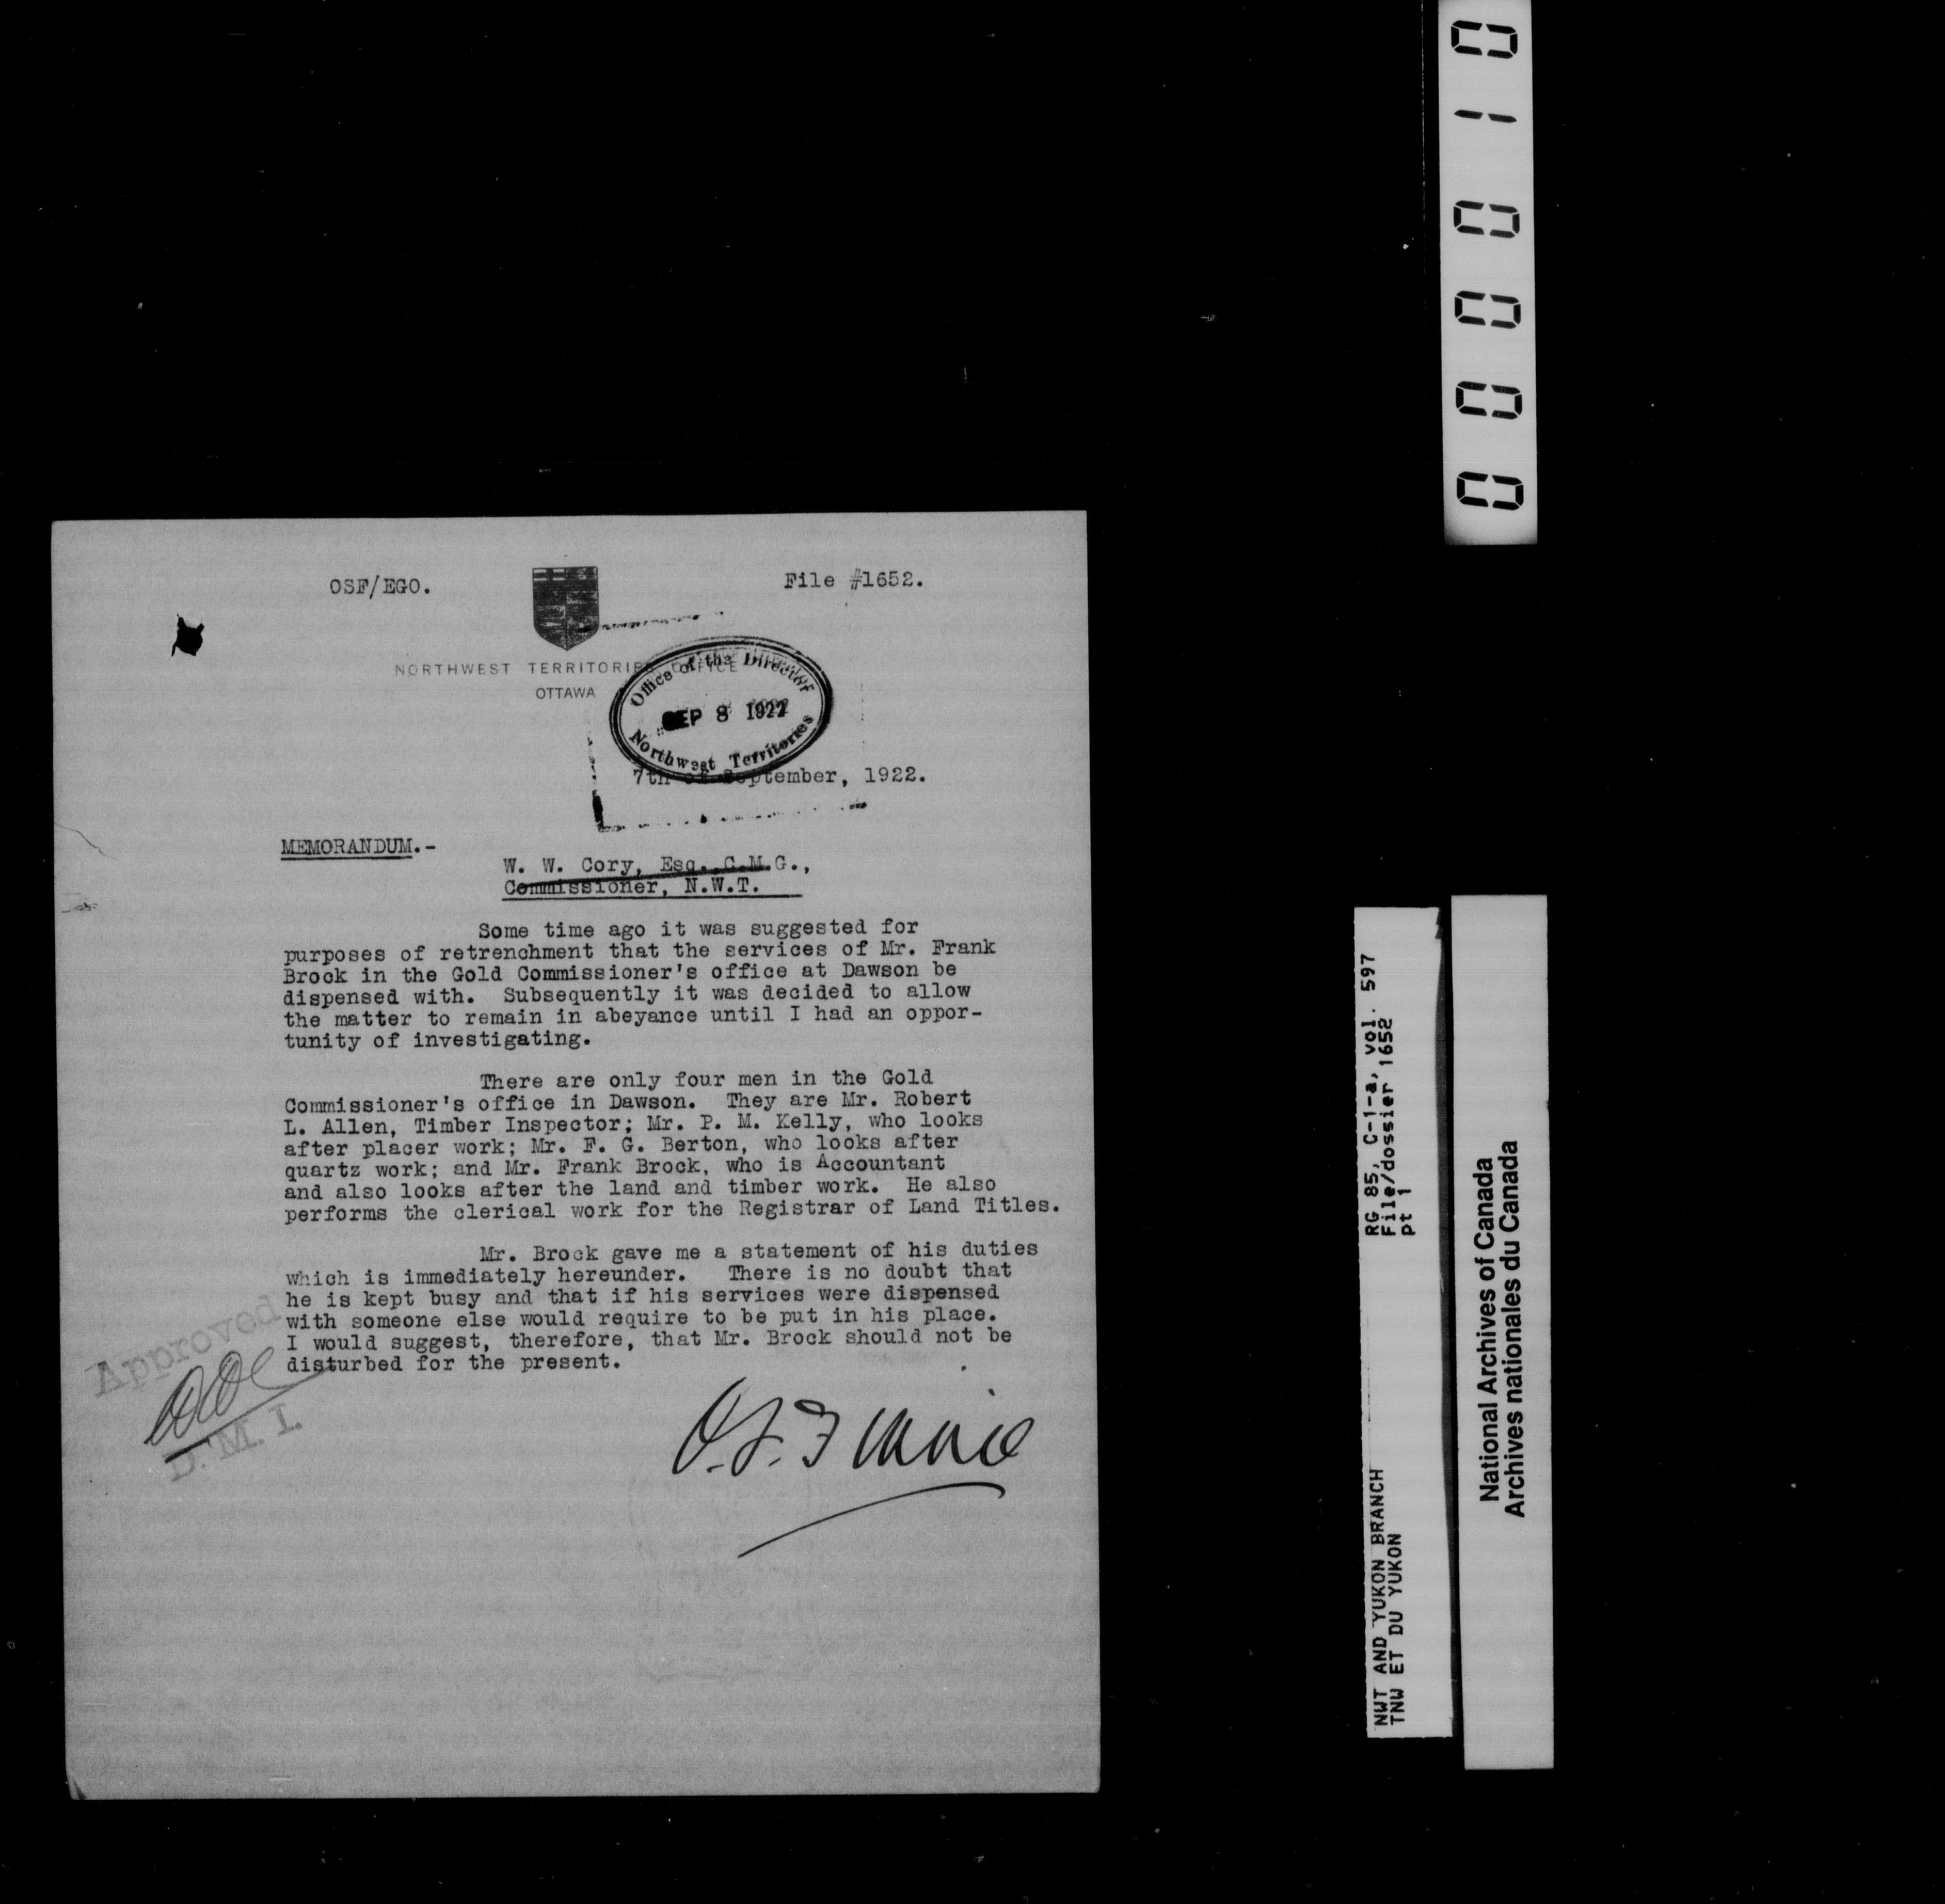 OSF/EGO.
File #1652.
NORTHWEST TERRITORIES OFFICE
OTTAWA
Office of the Director
SEP 8 1922
Northwest Territories
7th of September, 1922.
MEMORANDUM.-
W. W. Cory, Esq. C.M.G.,
Commissioner, N.W.T.
Some time ago it was suggested for
purposes of retrenchment that the services of Mr. Frank
Brock in the Gold Commissioner's office at Dawson be
dispensed with. Subsequently it was decided to allow
the matter to remain in abeyance until I had an oppor-
tunity of investigating.
There are only four men in the Gold
Commissioner's office in Dawson. They are Mr. Robert
L. Allen, Timber Inspector; Mr. P. M. Kelly, who looks
after placer work; Mr. F. G. Berton, who looks after
quartz work; and Mr. Frank Brock, who is Accountant
and also looks after the land and timber work. He also
performs the clerical work for the Registrar of Land Titles.
Mr. Brock gave me a statement of his duties
which is immediately hereunder. There is no doubt that
he is kept busy and that if his services were dispensed
with someone else would require to be put in his place.
I would suggest, therefore, that Mr. Brock should not be
disturbed for the present.
Approved
D. M. I.
O.S. Finnie
000010
RG 85, C-1-a, vol. 597
File/dossier 1652
pt 1
NWT AND YUKON BRANCH
TNW ET DU YUKON
National Archives of Canada
Archives nationales du Canada